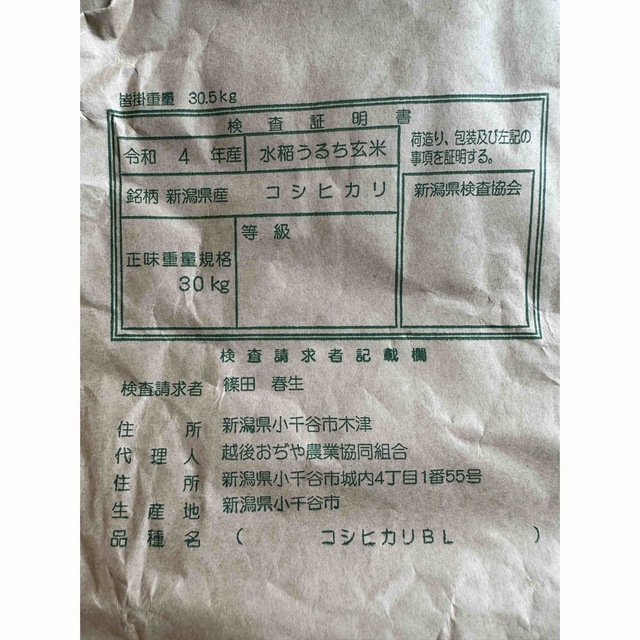 皆掛重量 30.5kg
検査証明書
令和 4 年産 水稲うるち玄米
荷造り、包装及び左記の
事項を証明する。
銘柄 新潟県産 コシヒカリ
新潟県検査協会
等級
正味重量規格
30kg
検査請求者記載欄
検査請求者 篠田 春生
住所 新潟県小千谷市木津
代理人 越後おぢや農業協同組合
住所 新潟県小千谷市城内4丁目1番55号
生産地 新潟県小千谷市
品種名 ( コシヒカリBL )